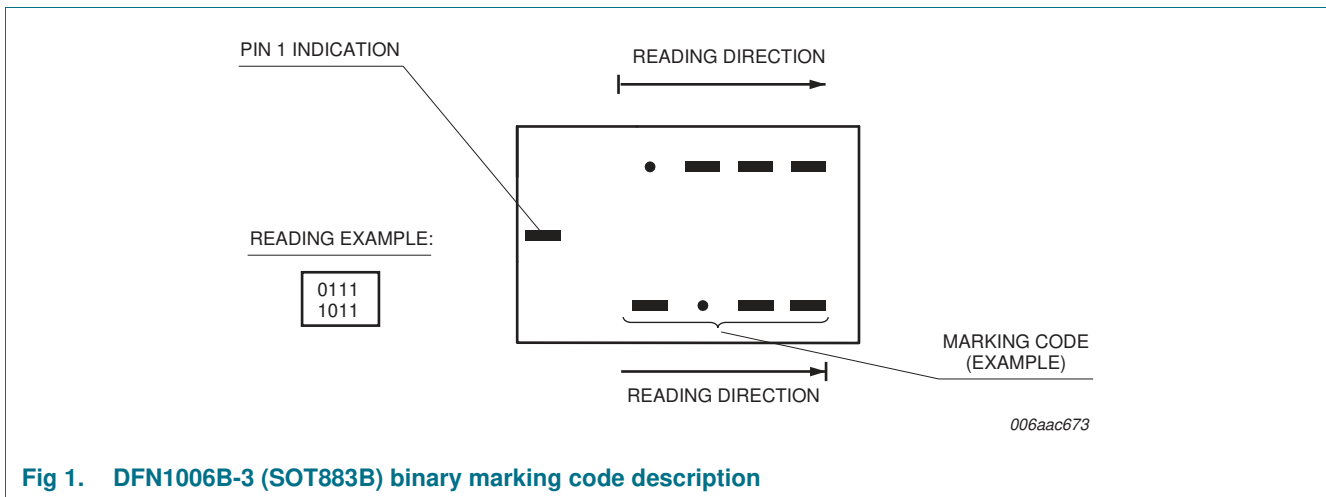 PIN 1 INDICATION
READING DIRECTION
READING EXAMPLE:
0111
1011
MARKING CODE
(EXAMPLE)
READING DIRECTION
006aac673
Fig 1. DFN1006B-3 (SOT883B) binary marking code description